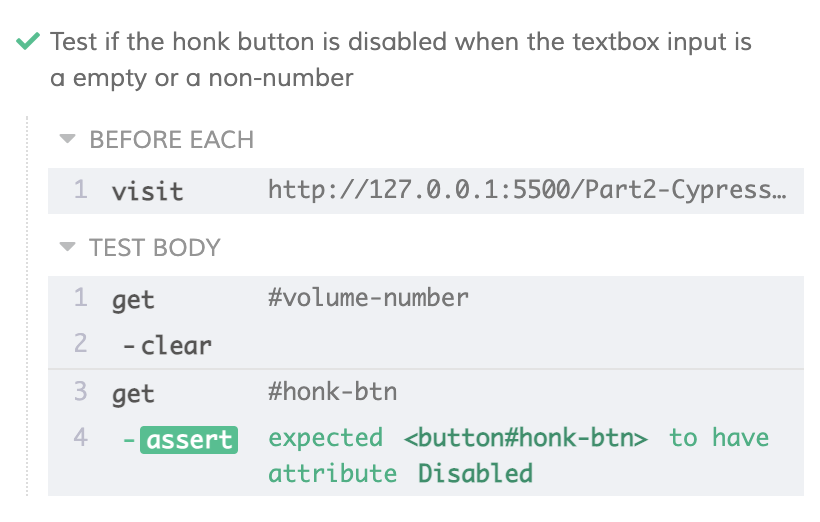 Test if the honk button is disabled when the textbox input is
a empty or a non-number
BEFORE EACH
1 visit http://127.0.0.1:5500/Part2-Cypress…
TEST BODY
1 get #volume-number
2 -clear
3 get #honk-btn
4 -assert expected <button#honk-btn> to have
attribute Disabled